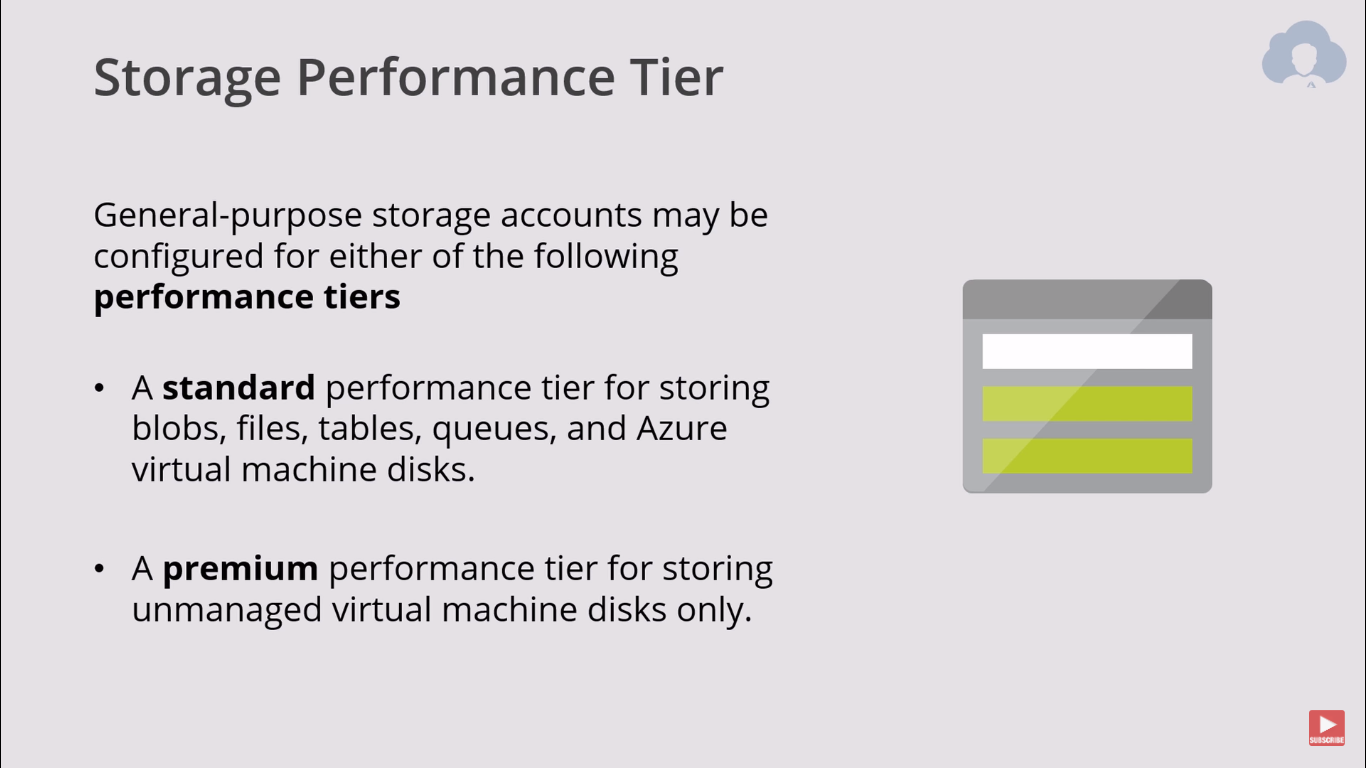 Storage Performance Tier
General-purpose storage accounts may be
configured for either of the following
performance tiers
• A standard performance tier for storing
blobs, files, tables, queues, and Azure
virtual machine disks.
• A premium performance tier for storing
unmanaged virtual machine disks only.
SUBSCRIBE